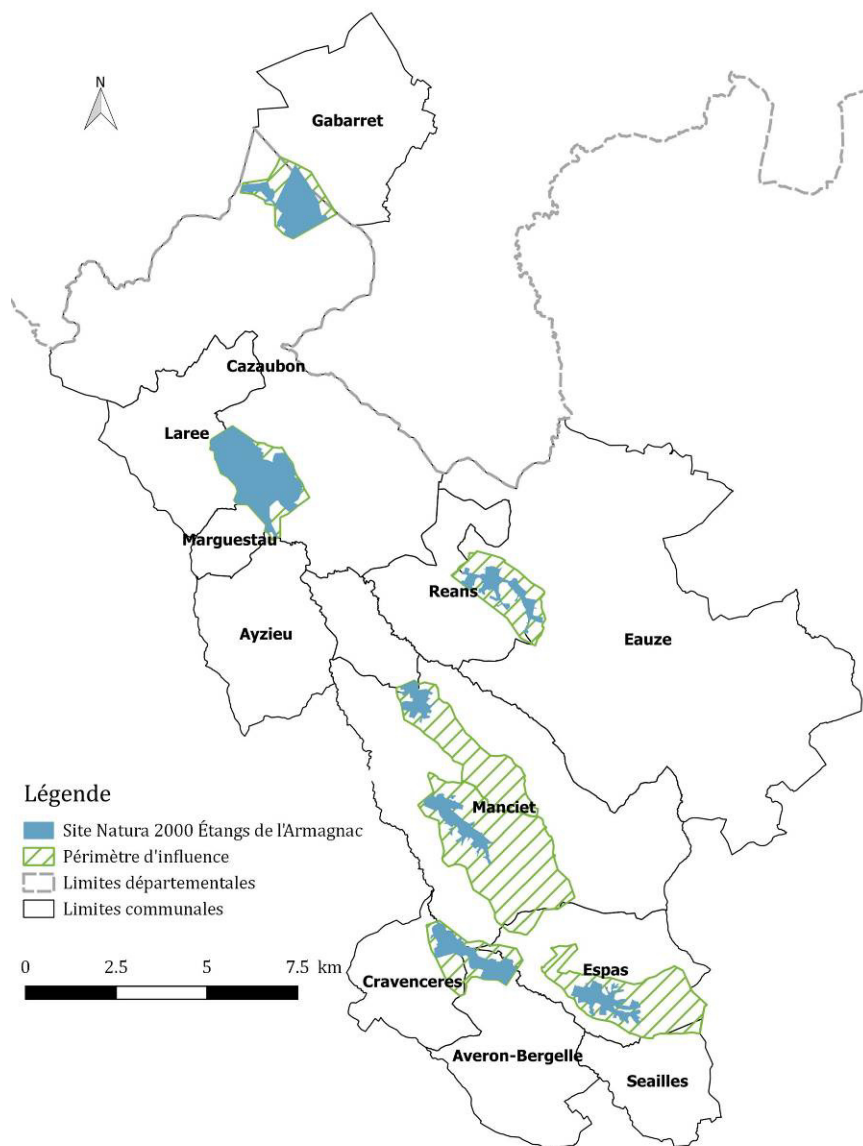 N
Gabarret
Cazaubon
Laree
Marguestau
Reans
Ayzieu
Eauze
Manciet
Légende
Site Natura 2000 Étangs de l'Armagnac
Périmètre d'influence
Limites départementales
Limites communales
0 2.5 5 7.5 km
Espas
Cravenceres
Averon-Bergelle
Seailles